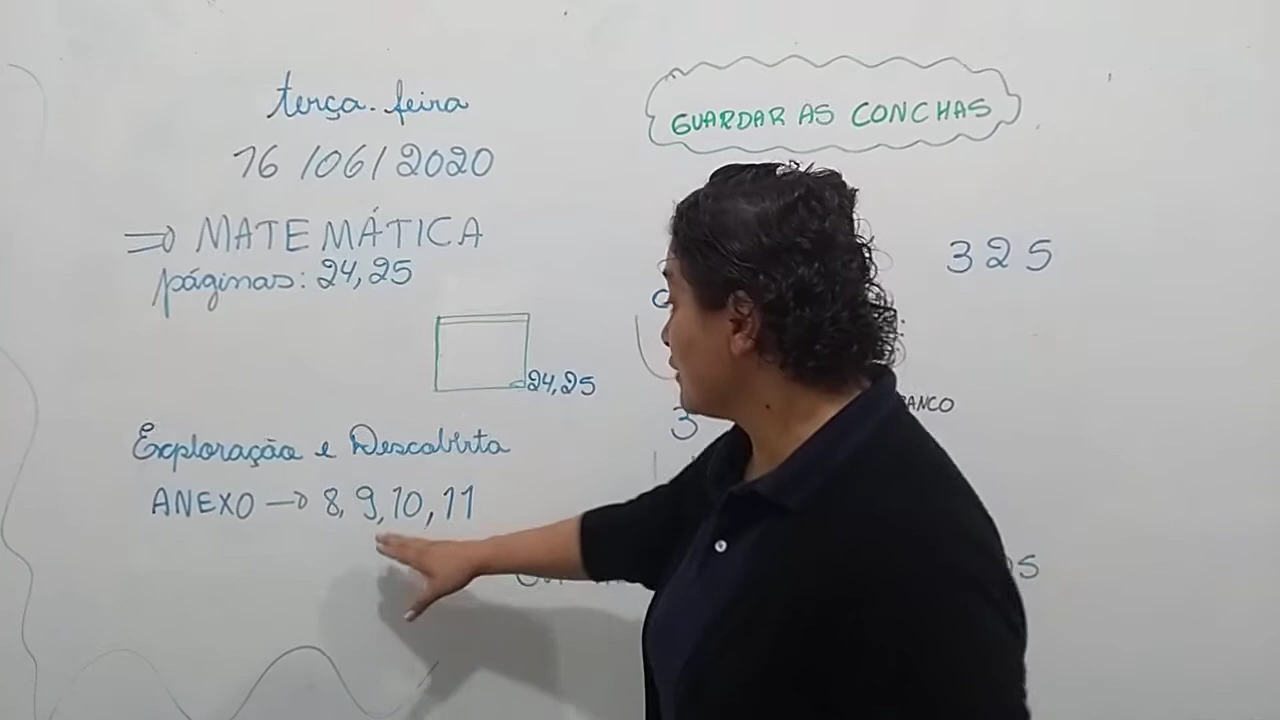 terça-feira
16/06/2020
⇒ MATEMÁTICA
páginas: 24,25
24,25
Exploração e Descoberta
ANEXO → 8, 9, 10, 11
GUARDAR AS CONCHAS
325
3